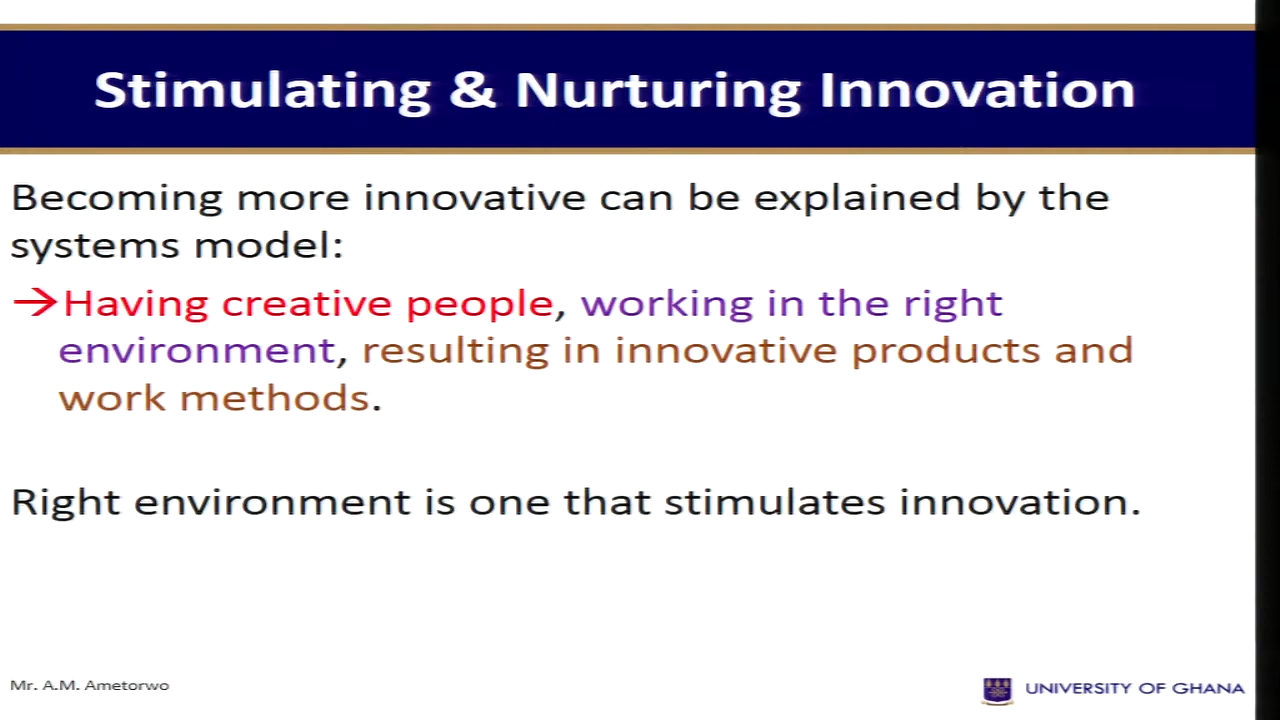 Stimulating & Nurturing Innovation
Becoming more innovative can be explained by the
systems model:
→Having creative people, working in the right
environment, resulting in innovative products and
work methods.
Right environment is one that stimulates innovation.
Mr. A.M. Ametorwo
UNIVERSITY OF GHANA